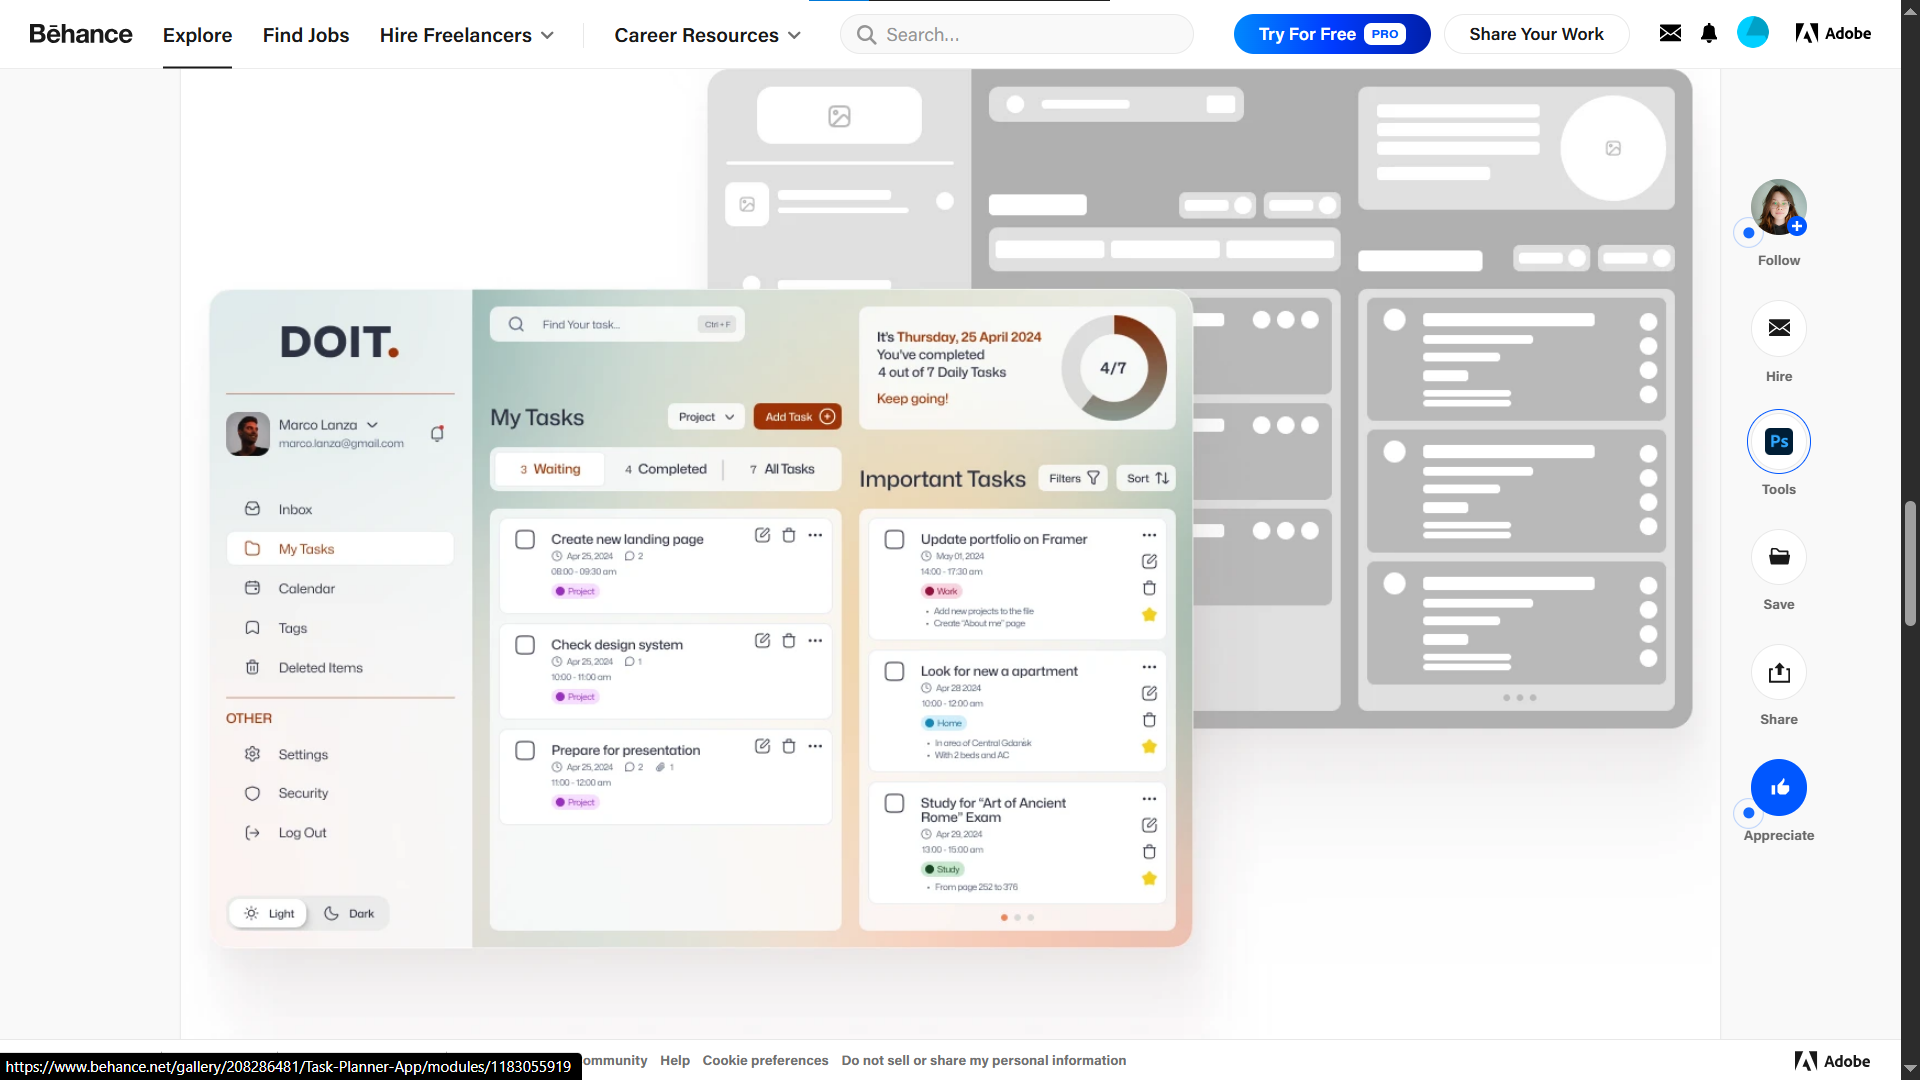 Bēhance
Explore
Find Jobs
Hire Freelancers
Career Resources
Search...
Try For Free PRO
Share Your Work
Adobe
DOIT.
Marco Lanza
marco.lanza@gmail.com
Inbox
My Tasks
Calendar
Tags
Deleted Items
OTHER
Settings
Security
Log Out
Light
Dark
Find Your task...
Ctrl + F
My Tasks
Project
Add Task
3 Waiting
4 Completed
7 All Tasks
Create new landing page
Apr 25, 2024
2
08:00 - 09:30 am
Project
Check design system
Apr 25, 2024
1
10:00 - 11:00 am
Project
Prepare for presentation
Apr 25, 2024
2
1
11:00 - 12:00 am
Project
It's Thursday, 25 April 2024
You've completed
4 out of 7 Daily Tasks
Keep going!
4/7
Important Tasks
Filters
Sort
Update portfolio on Framer
May 01, 2024
14:00 - 17:30 am
Work
• Add new projects to the file
• Create "About me" page
Look for new a apartment
Apr 28 2024
10:00 - 12:00 am
Home
• In area of Central Gdansk
• With 2 beds and AC
Study for "Art of Ancient
Rome" Exam
Apr 29, 2024
13:00 - 15:00 am
Study
• From page 252 to 376
Follow
Hire
Ps
Tools
Save
Share
Appreciate
https://www.behance.net/gallery/208286481/Task-Planner-App/modules/1183055919
ommunity
Help
Cookie preferences
Do not sell or share my personal information
Adobe